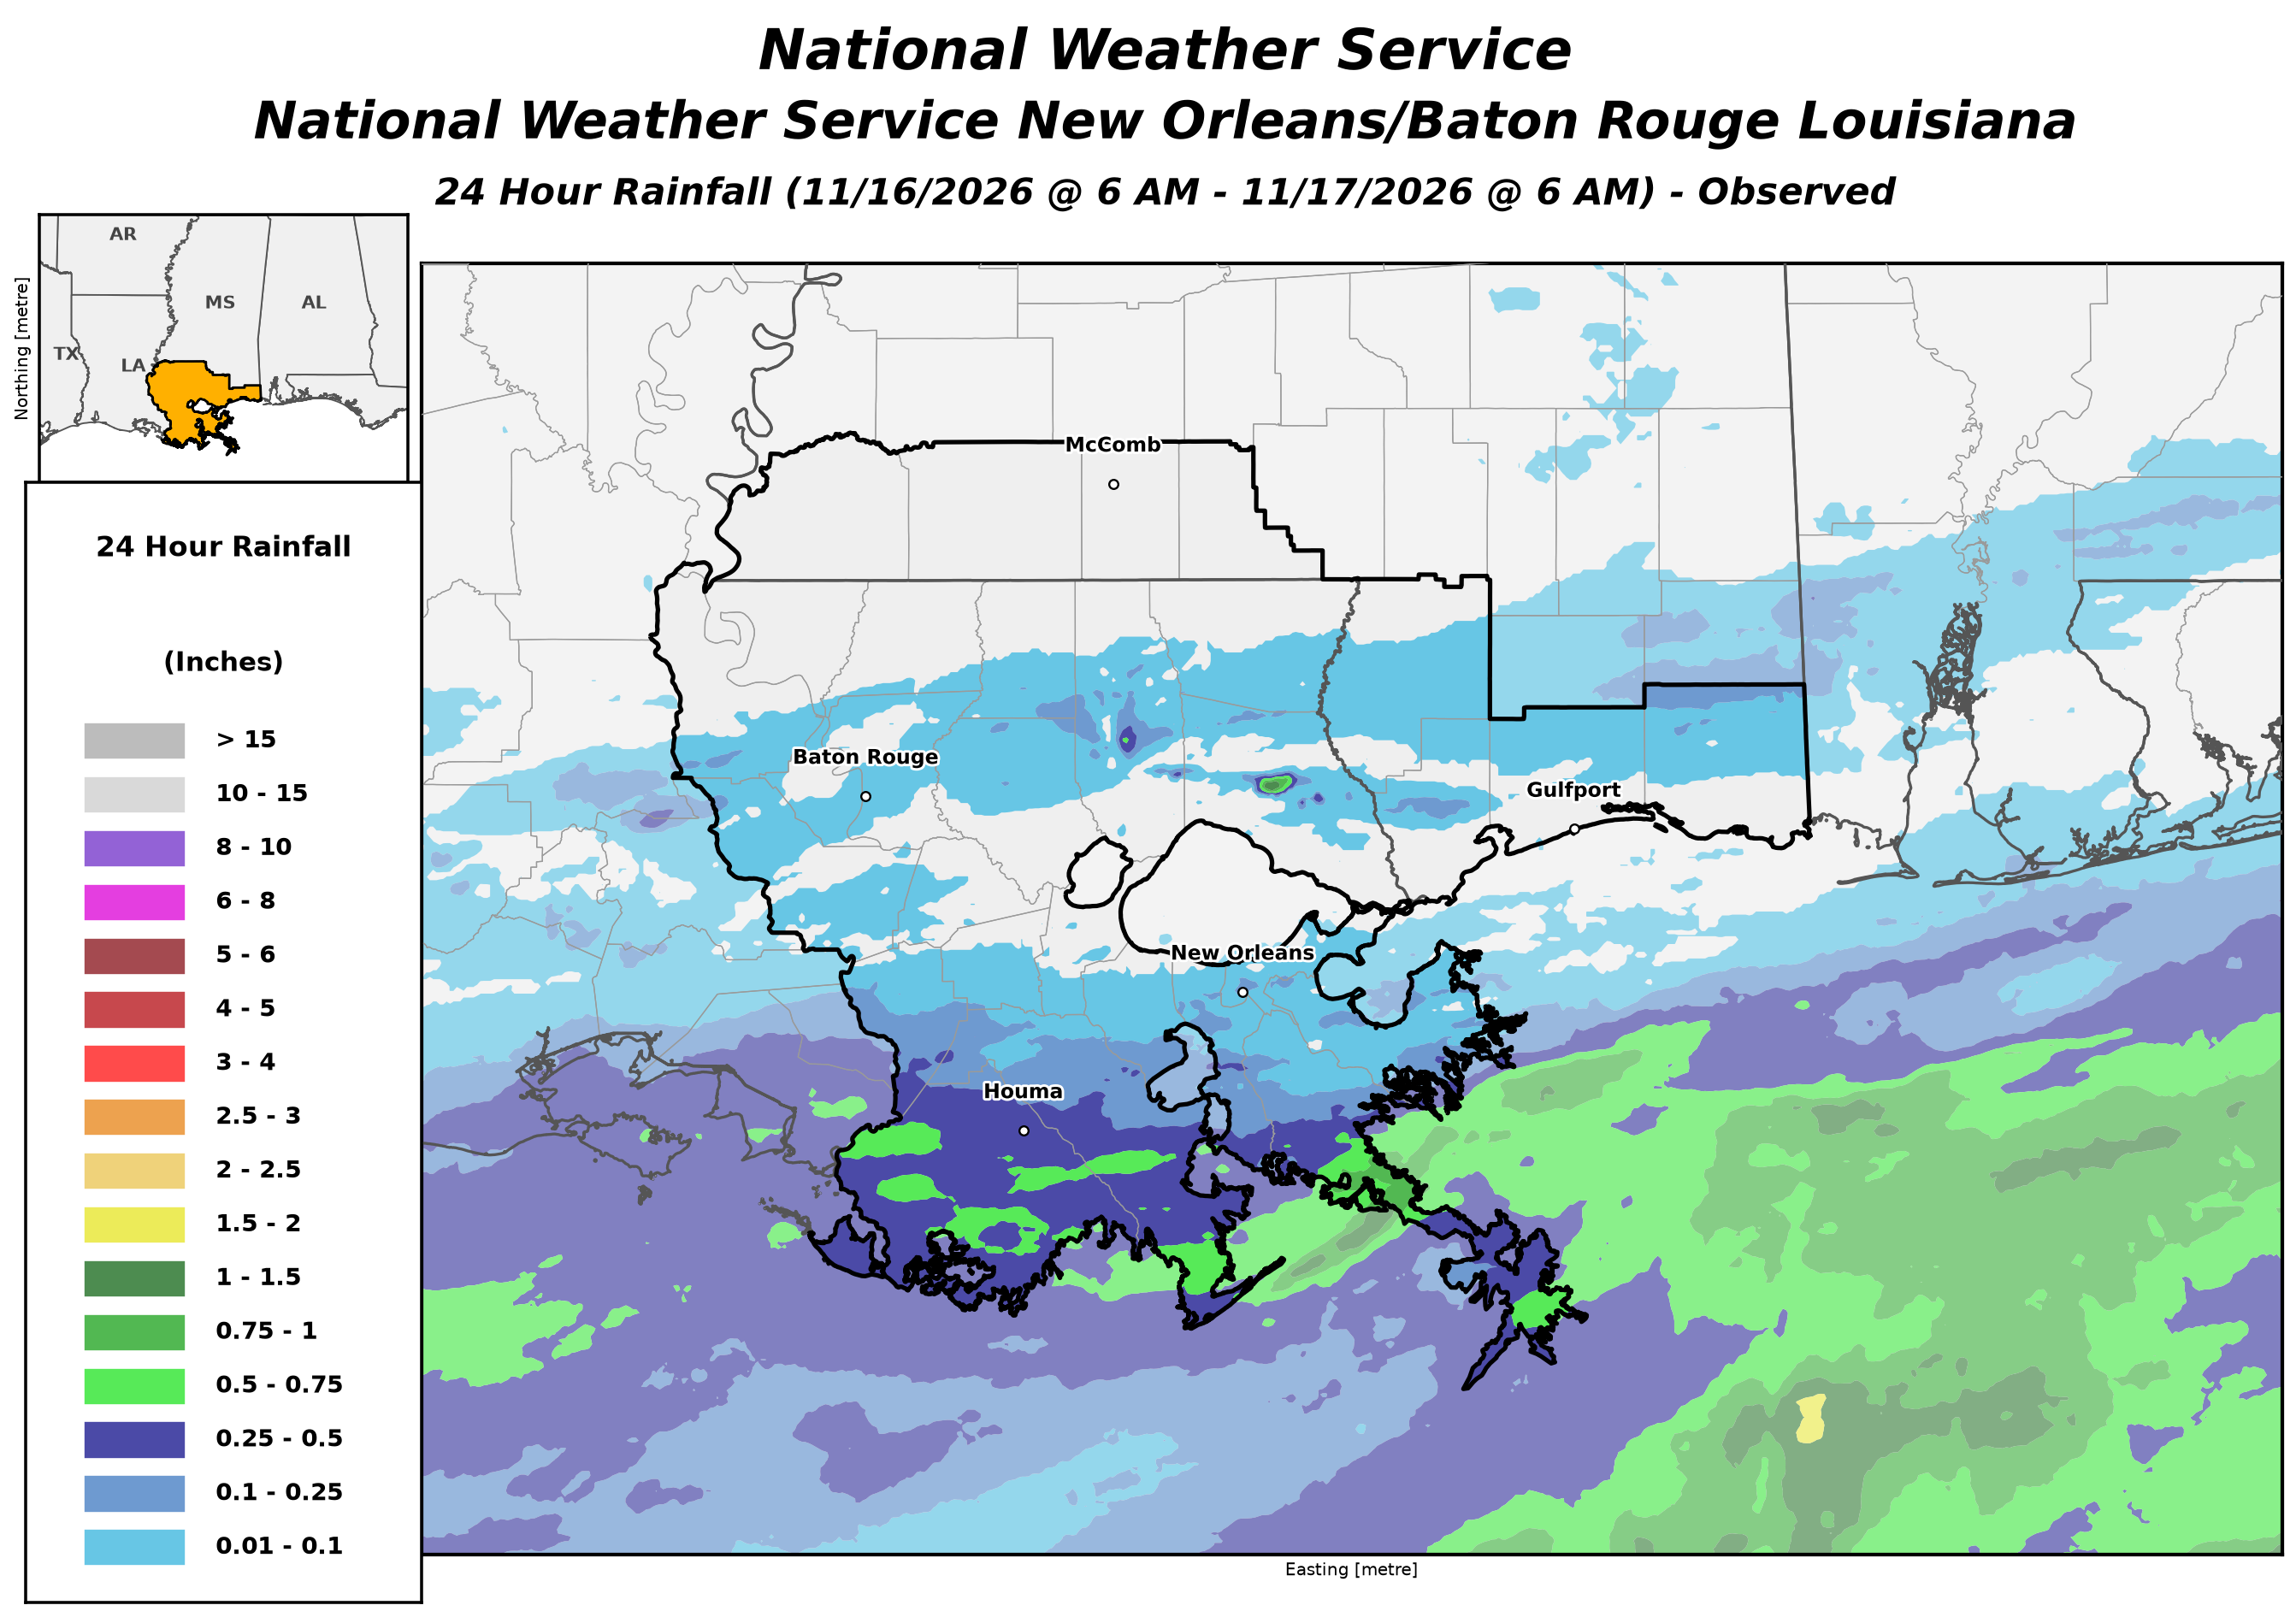 National Weather Service
National Weather Service New Orleans/Baton Rouge Louisiana
24 Hour Rainfall (11/16/2026 @ 6 AM - 11/17/2026 @ 6 AM) - Observed
Northing [metre]
AR
MS
AL
TX
LA
24 Hour Rainfall
(Inches)
> 15
10 - 15
8 - 10
6 - 8
5 - 6
4 - 5
3 - 4
2.5 - 3
2 - 2.5
1.5 - 2
1 - 1.5
0.75 - 1
0.5 - 0.75
0.25 - 0.5
0.1 - 0.25
0.01 - 0.1
McComb
Baton Rouge
Gulfport
New Orleans
Houma
Easting [metre]